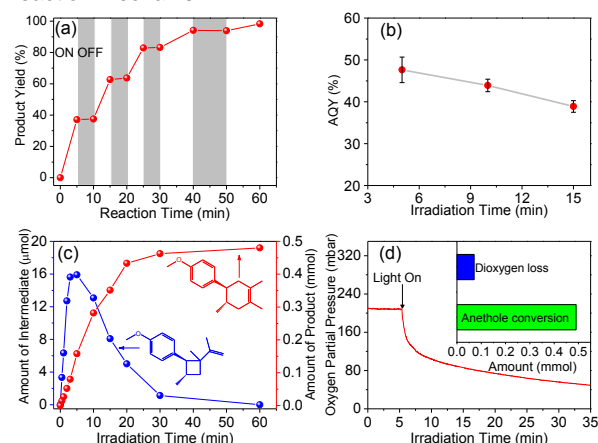 (a)
ON OFF
Product Yield (%)
100
80
60
40
20
0
0 10 20 30 40 50 60
Reaction Time (min)
(b)
AQY (%)
60
50
40
30
20
3 6 9 12 15
Irradiation Time (min)
(c)
Amount of Intermediate (μmol)
20
16
12
8
4
0
O
O
0.5
0.4
0.3
0.2
0.1
0.0
Amount of Product (mmol)
0 10 20 30 40 50 60
Irradiation Time (min)
(d)
Light On
Oxygen Partial Pressure (mbar)
320
240
160
80
0
Dioxygen loss
Anethole conversion
0.0 0.1 0.2 0.3 0.4 0.5
Amount (mmol)
0 5 10 15 20 25 30 35
Irradiation Time (min)